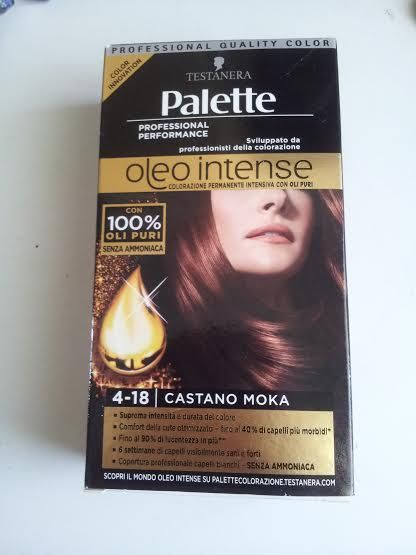 PROFESSIONAL QUALITY COLOR
COLOR
INNOVATION
TESTANERA
Palette
PROFESSIONAL
PERFORMANCE
Sviluppato da
professionisti della colorazione
oleo intense
COLORAZIONE PERMANENTE INTENSIVA CON OLI PURI
CON
100%
OLI PURI
SENZA AMMONIACA
4-18 | CASTANO MOKA
Suprema intensità e durata del colore
Comfort della cute ottimizzato - fino al 40% di capelli più morbidi*
Fino al 90% di lucentezza in più**
6 settimane di capelli visibilmente sani e forti
Copertura professionale capelli bianchi - SENZA AMMONIACA
SCOPRI IL MONDO OLEO INTENSE SU PALETTECOLORAZIONE.TESTANERA.COM